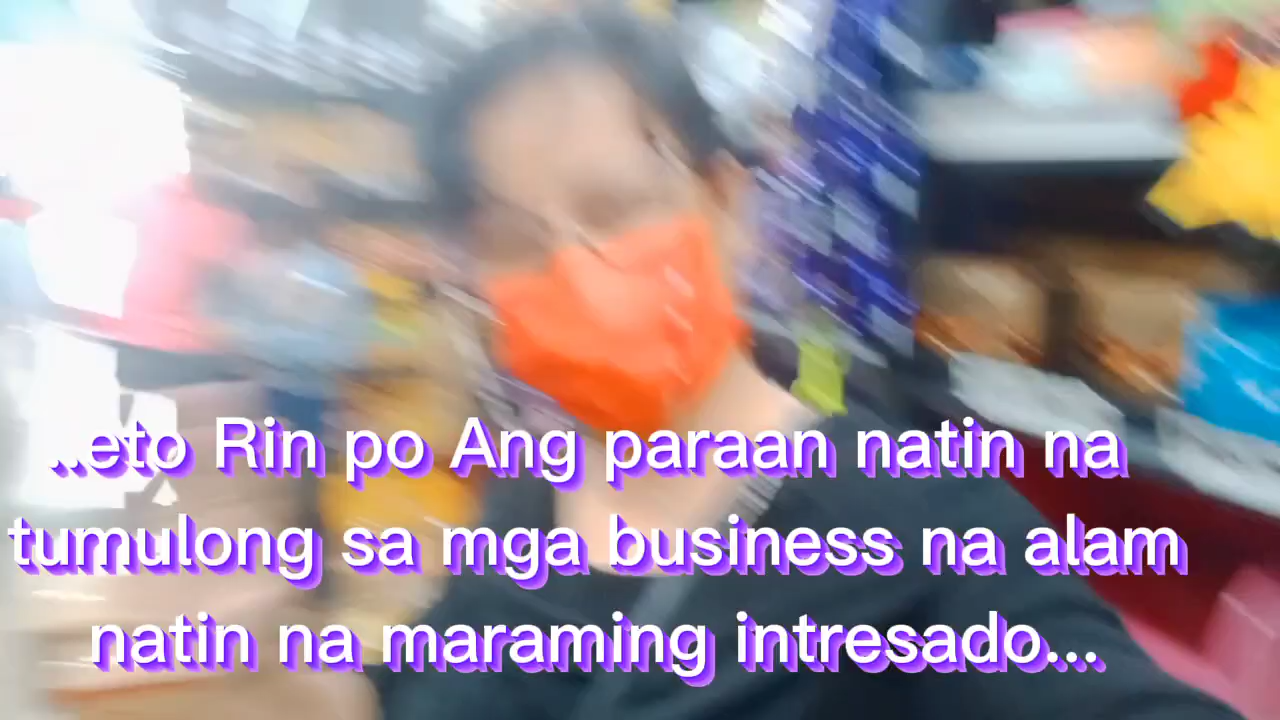 ..eto Rin po Ang paraan natin na
tumulong sa mga business na alam
natin na maraming intresado...